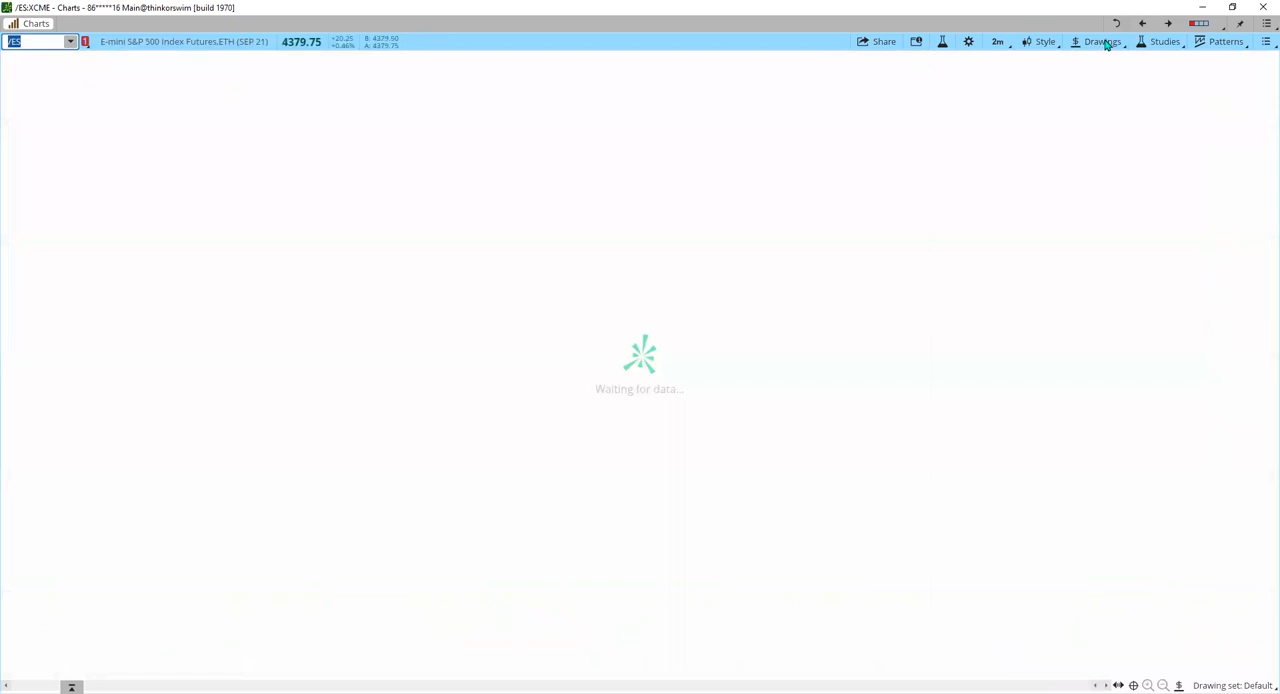 /ES:XCME - Charts - 86*****16 Main@thinkorswim [build 1970]
Charts
/ES
1
E-mini S&P 500 Index Futures,ETH (SEP 21)
4379.75
+20.25
+0.46%
B: 4379.50
A: 4379.75
Share
2m
Style
Drawings
Studies
Patterns
Waiting for data...
Drawing set: Default